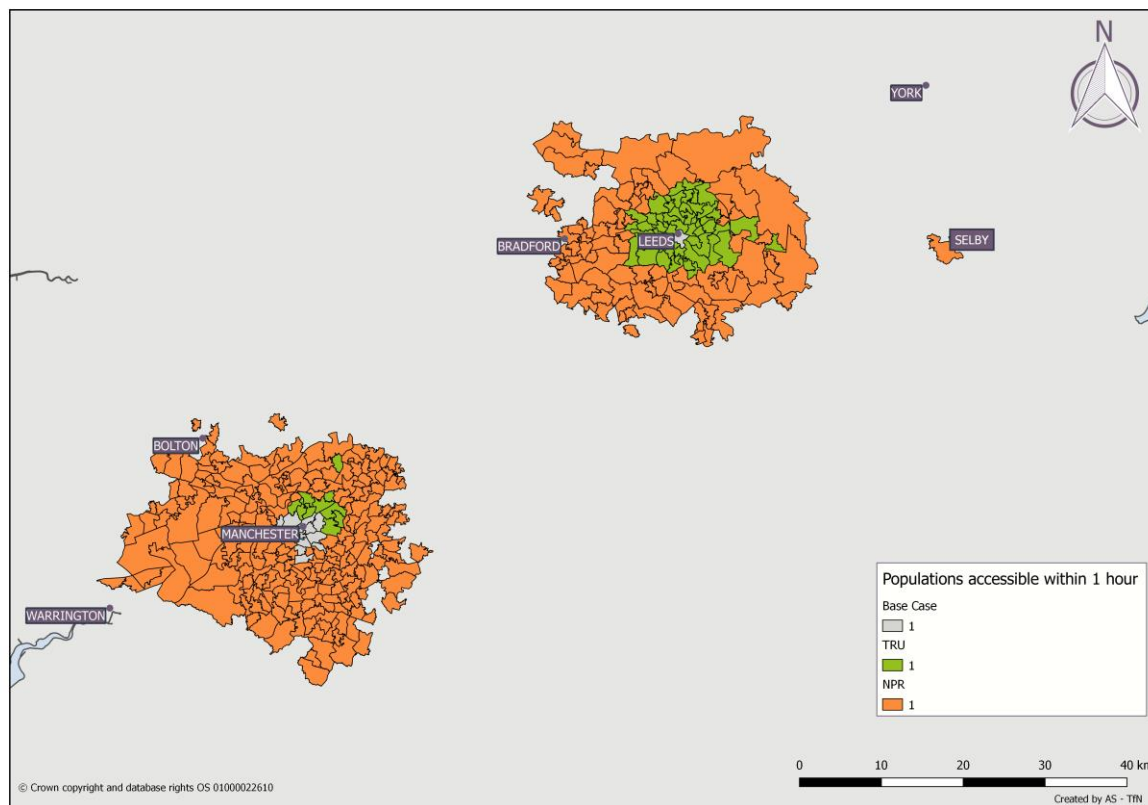 N
YORK
BRADFORD
LEEDS
SELBY
BOLTON
MANCHESTER
WARRINGTON
Populations accessible within 1 hour
Base Case
1
TRU
1
NPR
1
0 10 20 30 40 km
© Crown copyright and database rights OS 01000022610
Created by AS - TfN